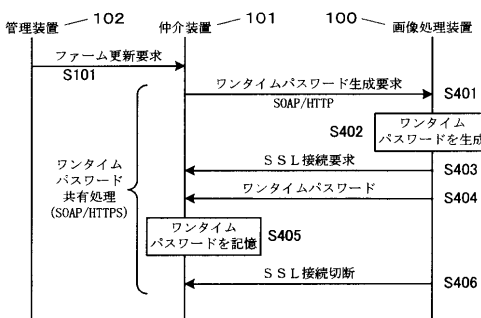 管理装置 102
仲介装置 101
100 画像処理装置
ファーム更新要求
S101
ワンタイムパスワード生成要求
SOAP/HTTP
S401
S402
ワンタイム
パスワードを生成
SSL接続要求
S403
ワンタイムパスワード
S404
ワンタイム
パスワード
共有処理
(SOAP/HTTPS)
ワンタイム
パスワードを記憶
S405
SSL接続切断
S406